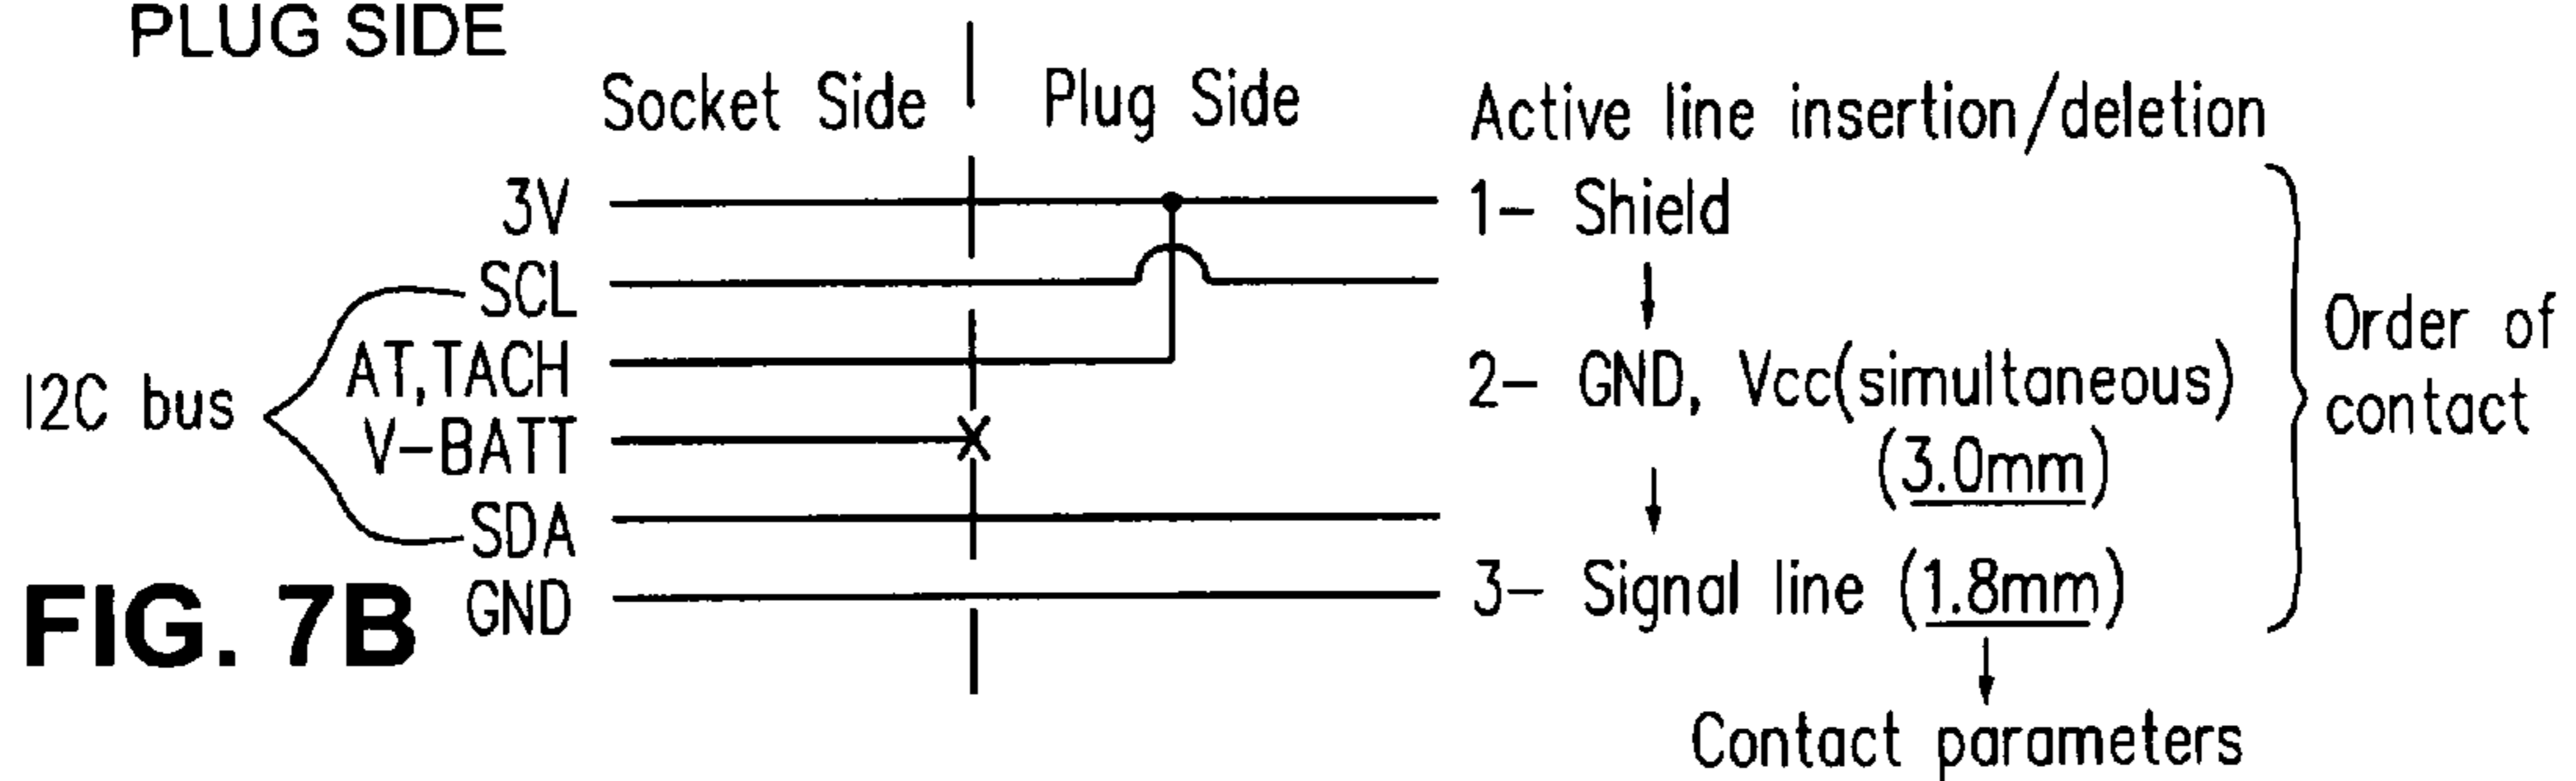 PLUG SIDE
Socket Side
Plug Side
Active line insertion/deletion
3V
SCL
AT,TACH
V-BATT
SDA
GND
I2C bus
1- Shield
2- GND, Vcc(simultaneous)
(3.0mm)
3- Signal line (1.8mm)
Order of
contact
Contact parameters
FIG. 7B